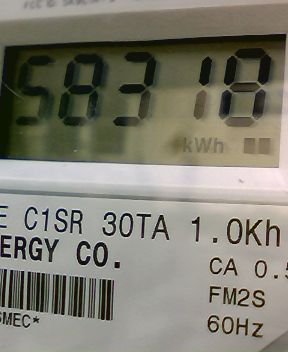 58318
kWh
E C1SR 30TA 1.0Kh
ERGY CO.
CA 0.5
FM2S
SMEC*
60Hz